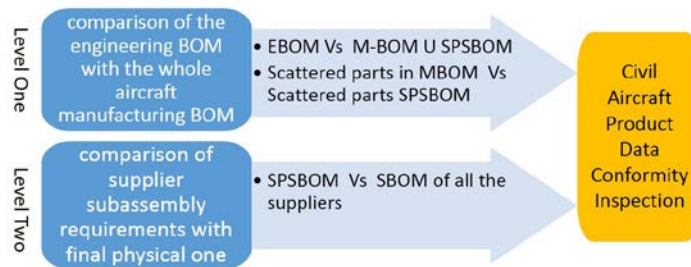 Level One
comparison of the
engineering BOM
with the whole
aircraft
manufacturing BOM
• EBOM Vs M-BOM U SPSBOM
• Scattered parts in MBOM Vs
Scattered parts SPSBOM
Level Two
comparison of
supplier
subassembly
requirements with
final physical one
• SPSBOM Vs SBOM of all the
suppliers
Civil
Aircraft
Product
Data
Conformity
Inspection